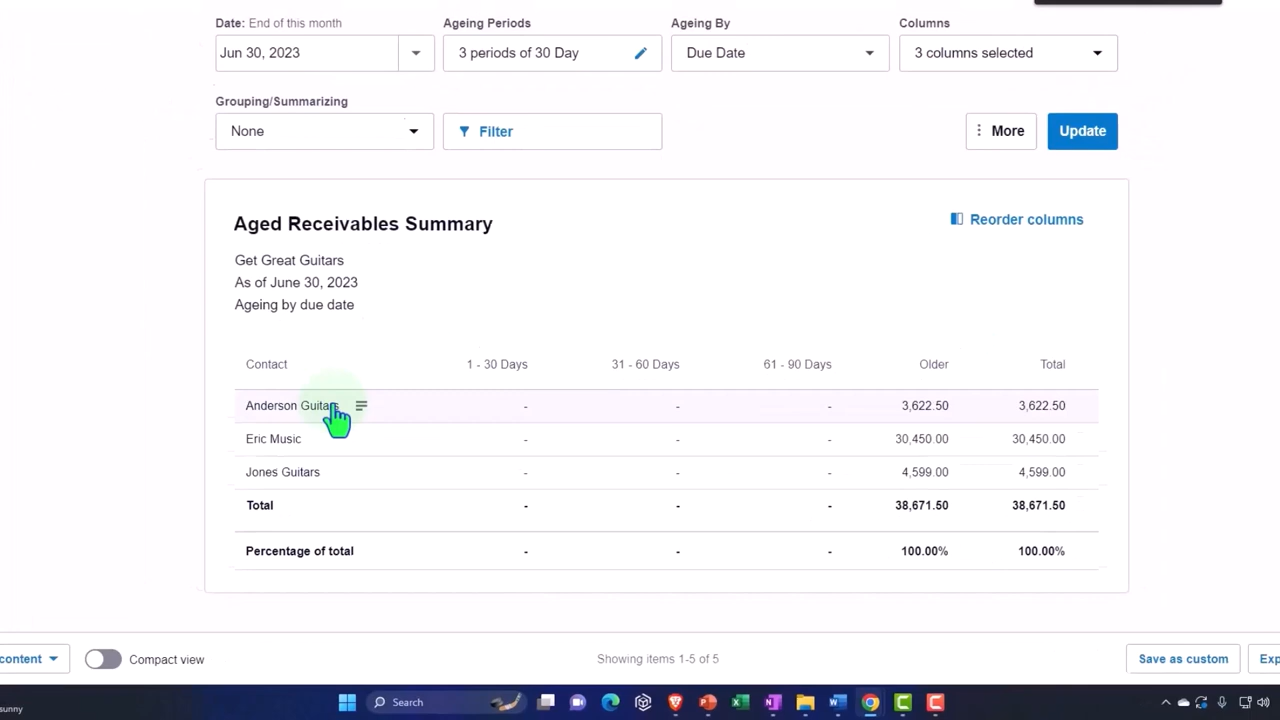 Date: End of this month
Ageing Periods
Ageing By
Columns
Jun 30, 2023
3 periods of 30 Day
Due Date
3 columns selected
Grouping/Summarizing
None
Filter
More
Update
Aged Receivables Summary
Reorder columns
Get Great Guitars
As of June 30, 2023
Ageing by due date
Contact 1 - 30 Days 31 - 60 Days 61 - 90 Days Older Total
Anderson Guitars - - - 3,622.50 3,622.50
Eric Music - - - 30,450.00 30,450.00
Jones Guitars - - - 4,599.00 4,599.00
Total - - - 38,671.50 38,671.50
Percentage of total - - - 100.00% 100.00%
content
Compact view
Showing items 1-5 of 5
Save as custom
Exp
sunny
Search